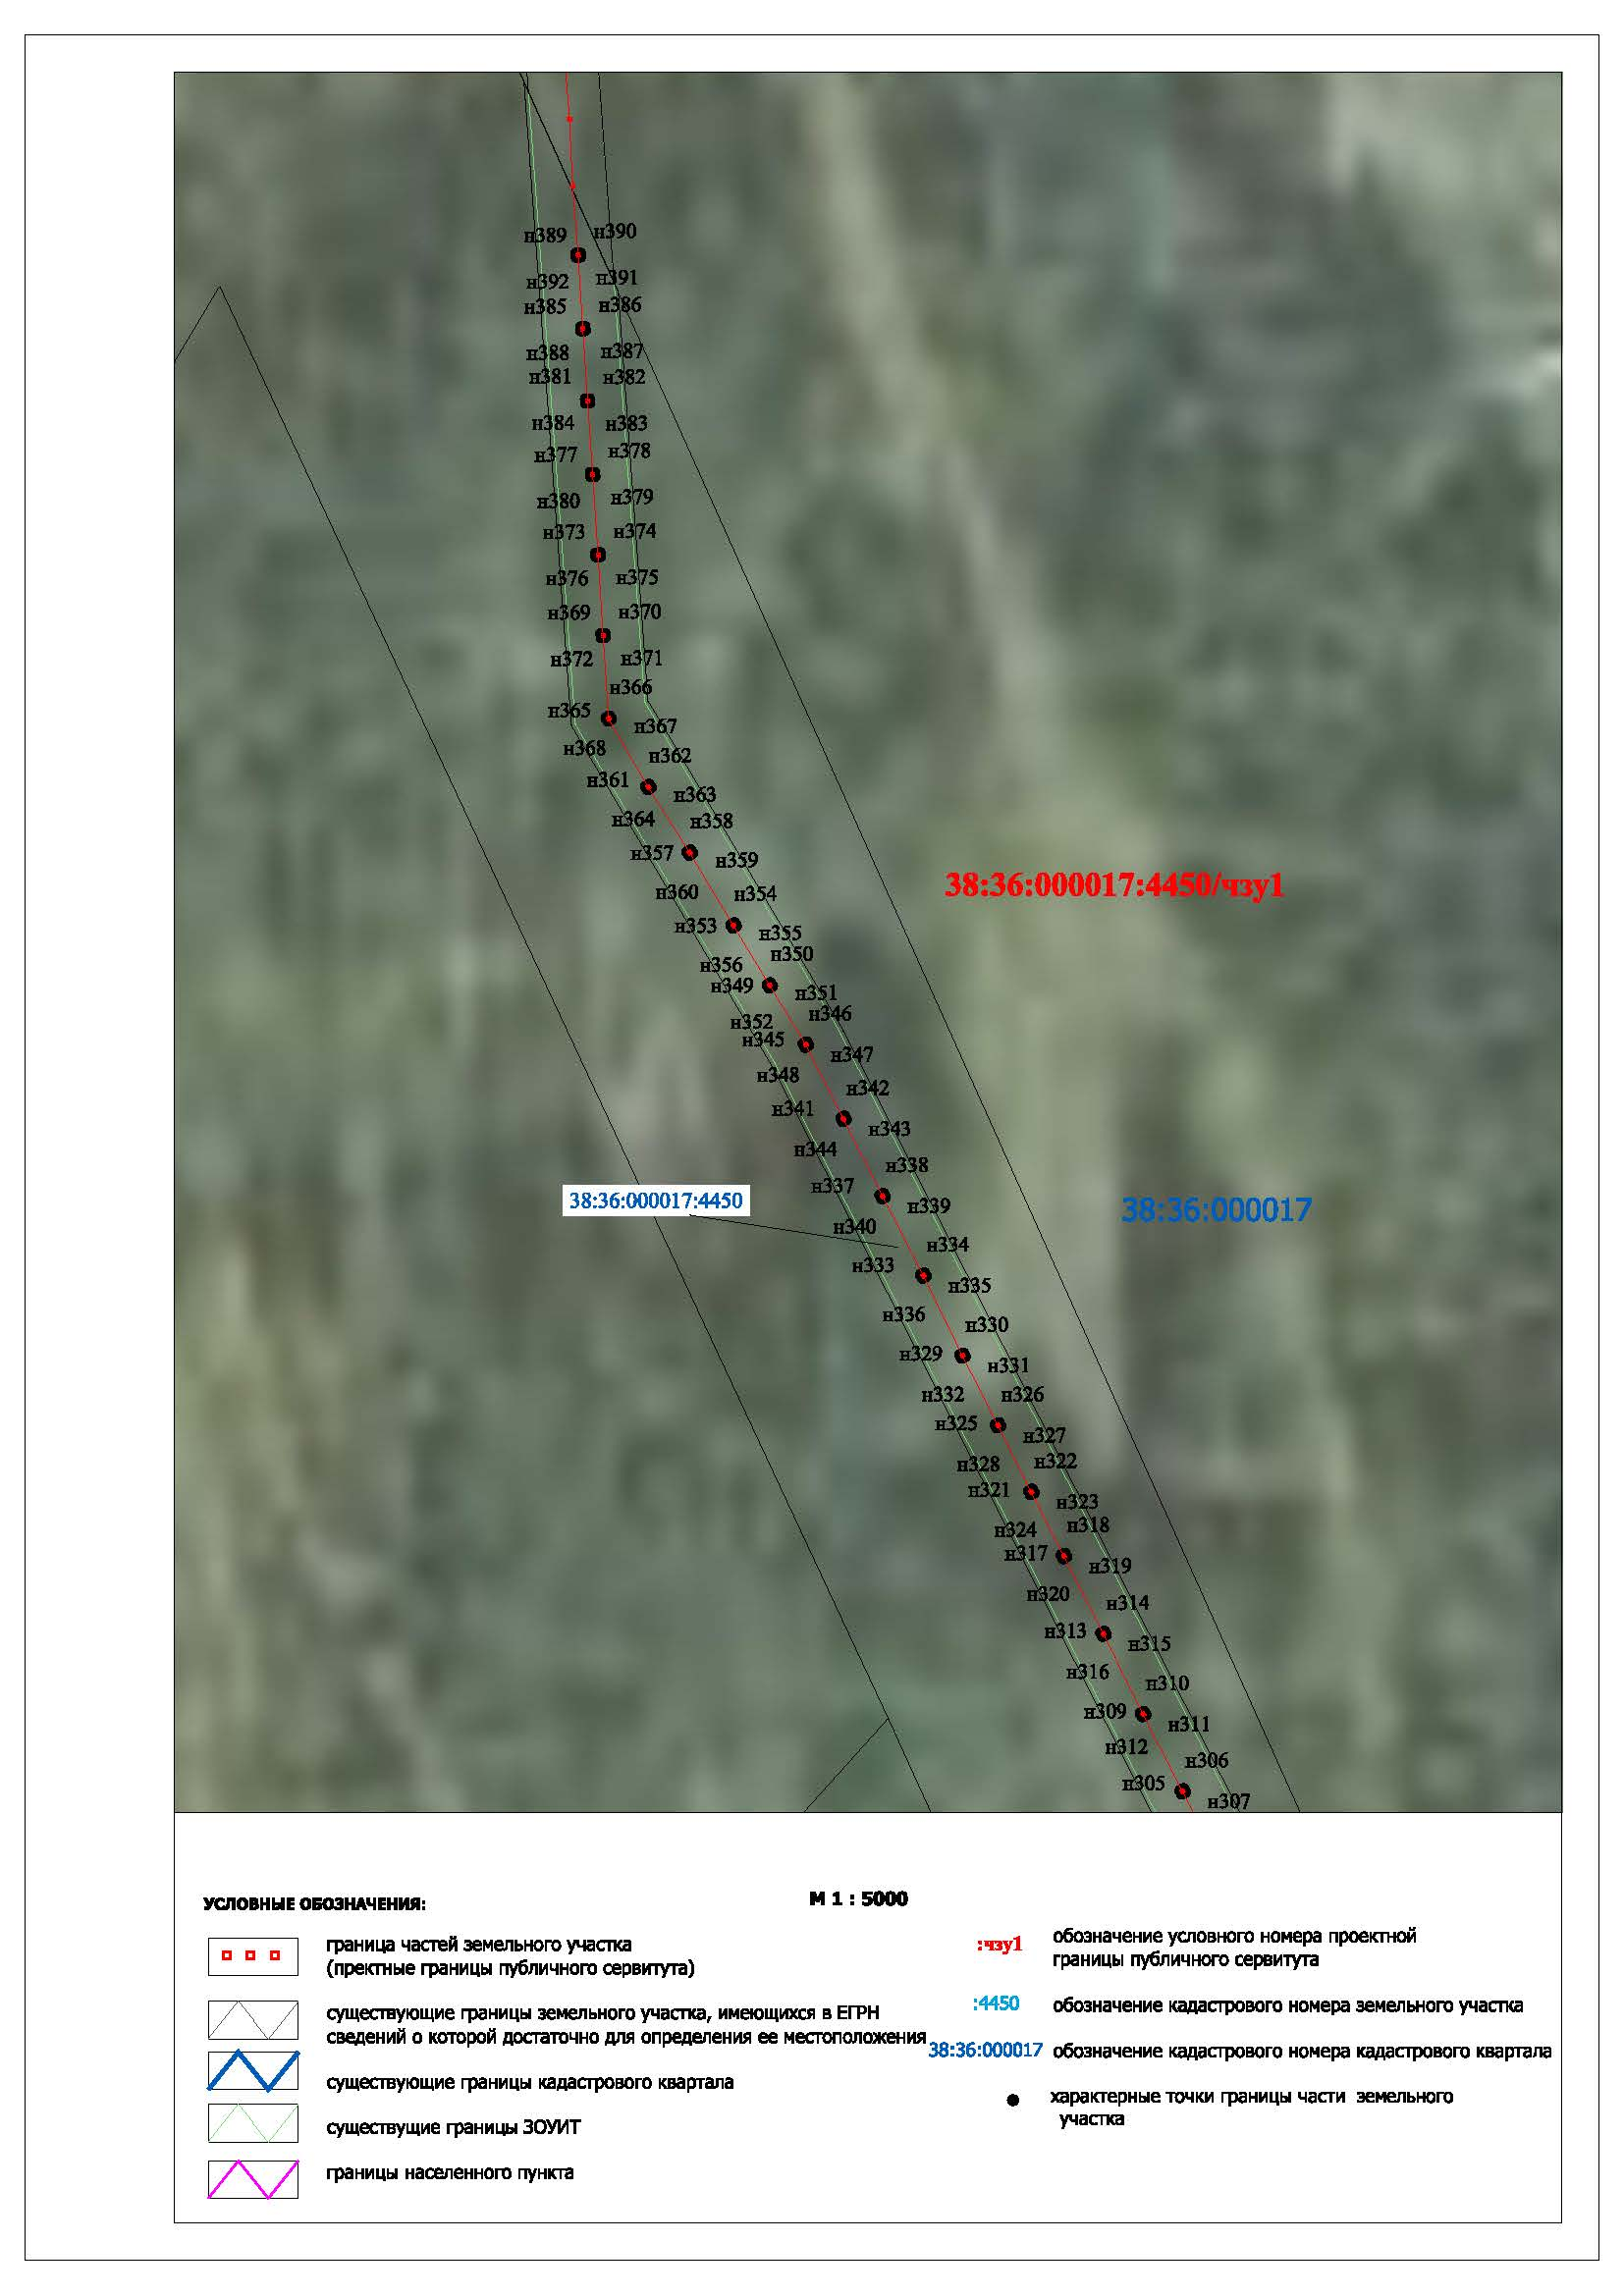 н389 н390
н392 н391
н385 н386
н388 н387
н381 н382
н384 н383
н377 н378
н380 н379
н373 н374
н376 н375
н369 н370
н372 н371
н366
н365
н367
н368
н362
н361
н363
н364
н358
н357
н359
н360
н354
н353
н355
н350
н356
н349
н351
н346
н352
н345
н347
н348
н342
н341
н343
н344
н338
н337
н339
н340
н334
н333
н335
н336
н330
н329
н331
н332
н326
н325
н327
н328
н322
н321
н323
н324
н318
н317
н319
н320
н314
н313
н315
н316
н310
н309
н311
н312
н306
н305
н307
38:36:000017:4450/чзу1
38:36:000017:4450
38:36:000017
УСЛОВНЫЕ ОБОЗНАЧЕНИЯ:
М 1 : 5000
граница частей земельного участка
(пректные границы публичного сервитута)
существующие границы земельного участка, имеющихся в ЕГРН
сведений о которой достаточно для определения ее местоположения
существующие границы кадастрового квартала
существущие границы ЗОУИТ
границы населенного пункта
:чзу1 обозначение условного номера проектной
границы публичного сервитута
:4450 обозначение кадастрового номера земельного участка
38:36:000017 обозначение кадастрового номера кадастрового квартала
характерные точки границы части земельного
участка